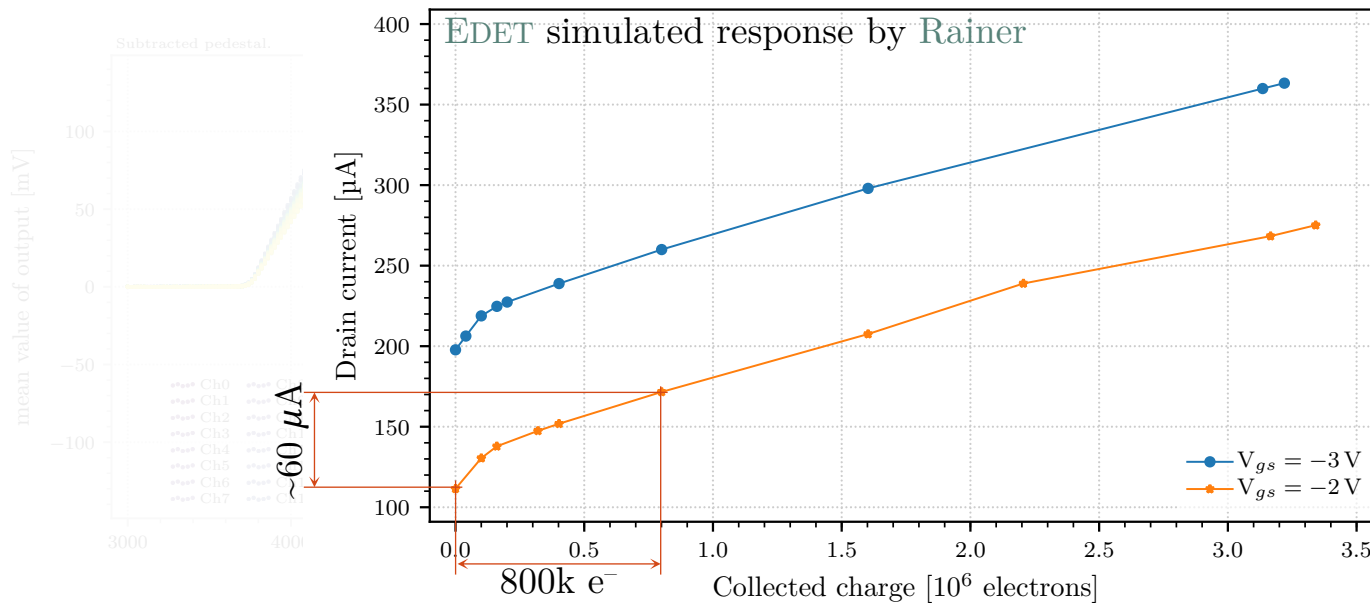 EDET simulated response by Rainer
Subtracted pedestal.
mean value of output [mV]
100
50
0
−50
−100
3000
Ch0
Ch1
Ch2
Ch3
Ch4
Ch5
Ch6
Ch7
Drain current [µA]
400
350
300
250
200
150
100
~60 µA
V_gs = −3 V
V_gs = −2 V
0.0
0.5
1.0
1.5
2.0
2.5
3.0
3.5
800k e⁻
Collected charge [10⁶ electrons]